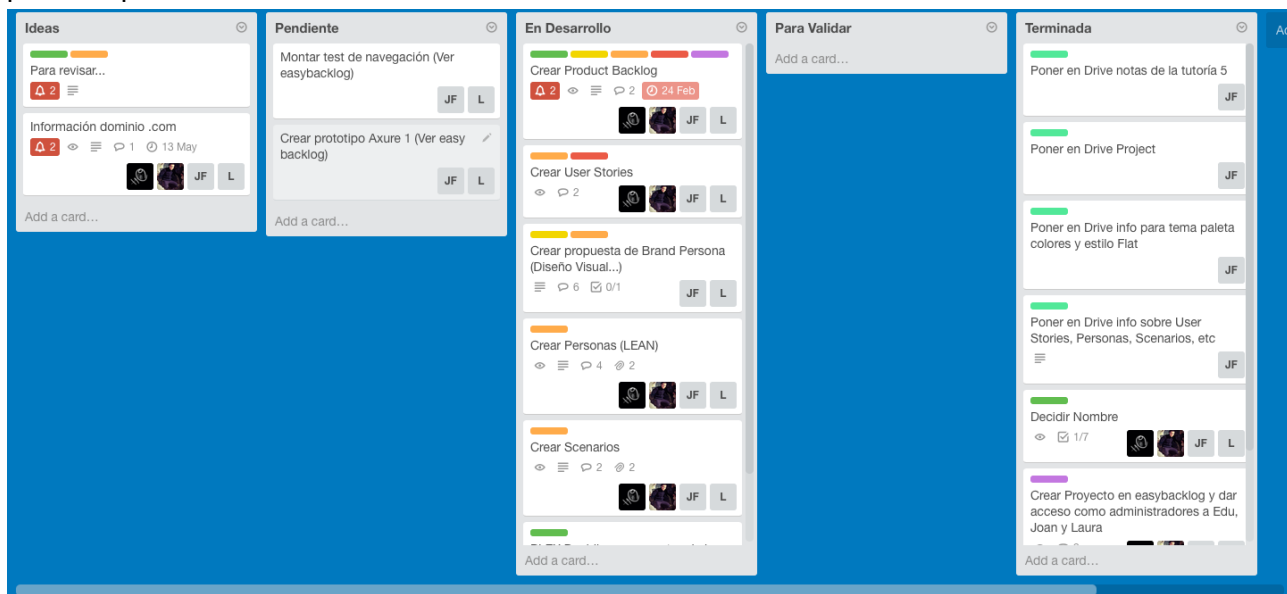 Ideas
Para revisar...
2
Información dominio .com
2 1 13 May
JF L
Add a card...
Pendiente
Montar test de navegación (Ver
easybacklog)
JF L
Crear prototipo Axure 1 (Ver easy
backlog)
JF L
Add a card...
En Desarrollo
Crear Product Backlog
2 2 24 Feb
JF L
Crear User Stories
2
JF L
Crear propuesta de Brand Persona
(Diseño Visual...)
6 0/1
JF L
Crear Personas (LEAN)
4 2
JF L
Crear Scenarios
2 2
JF L
Add a card...
Para Validar
Add a card...
Terminada
Poner en Drive notas de la tutoría 5
JF
Poner en Drive Project
JF
Poner en Drive info para tema paleta
colores y estilo Flat
JF
Poner en Drive info sobre User
Stories, Personas, Scenarios, etc
JF
Decidir Nombre
1/7
JF L
Crear Proyecto en easybacklog y dar
acceso como administradores a Edu,
Joan y Laura
Add a card...